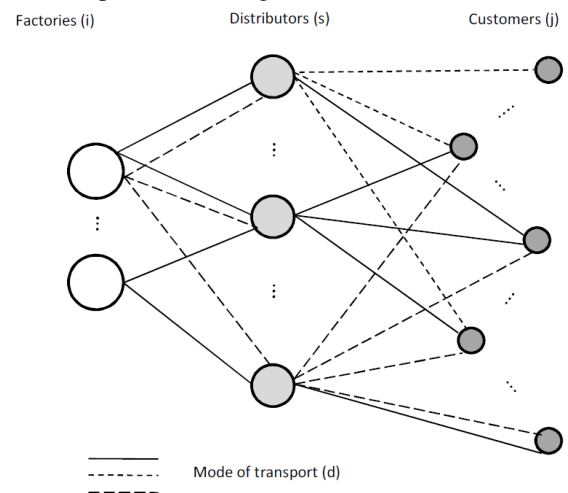 Factories (i) Distributors (s) Customers (j)
Mode of transport (d)